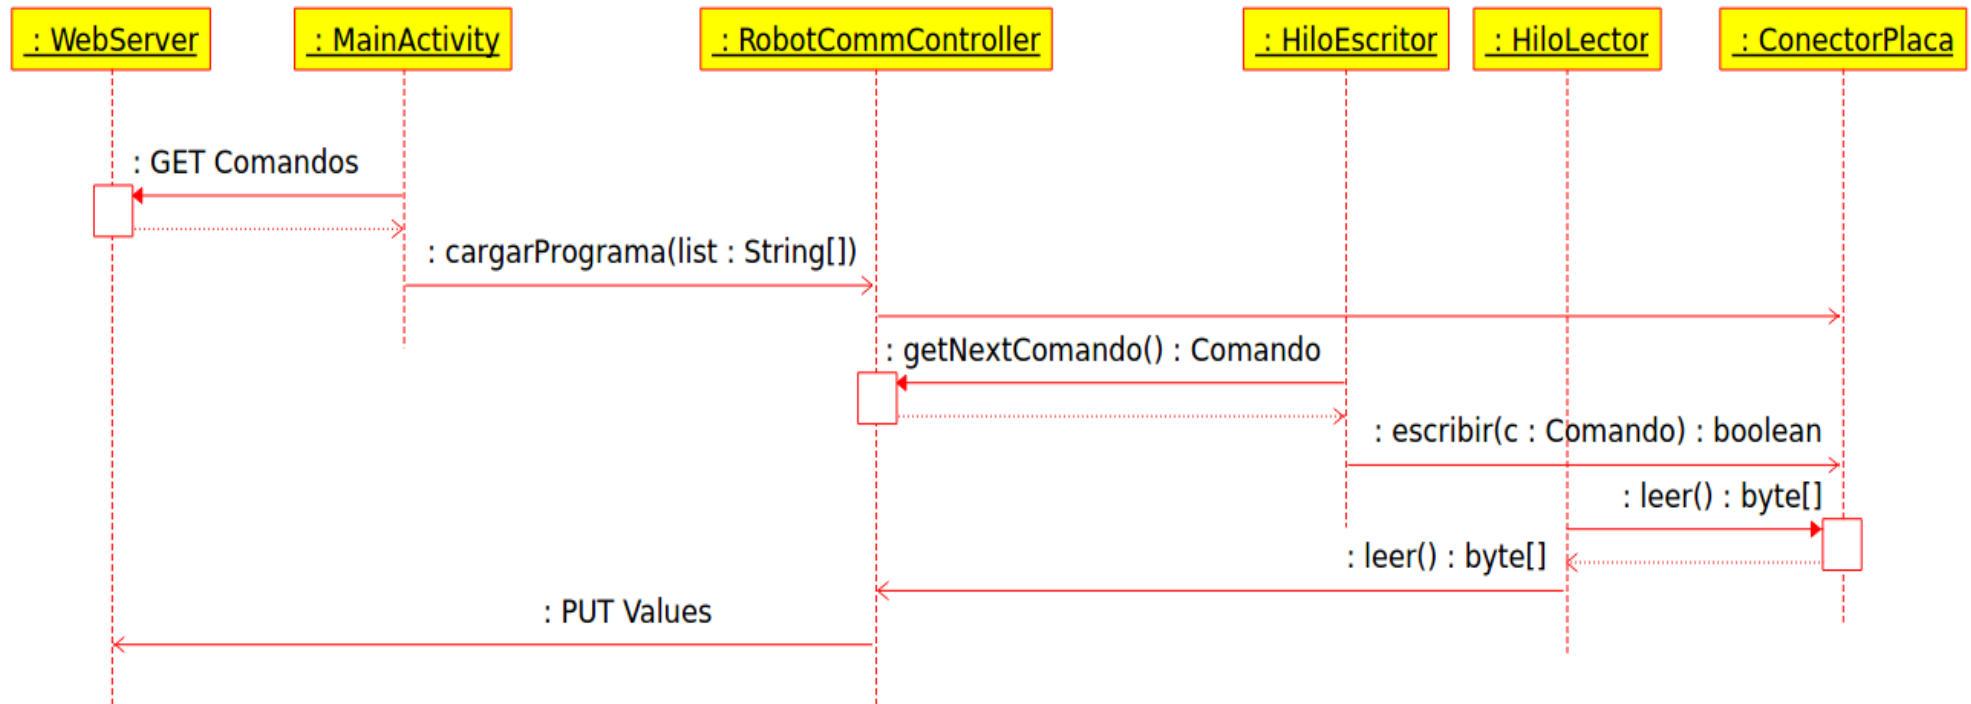 : WebServer
: MainActivity
: RobotCommController
: HiloEscritor
: HiloLector
: ConectorPlaca
: GET Comandos
: cargarPrograma(list : String[])
: getNextComando() : Comando
: escribir(c : Comando) : boolean
: leer() : byte[]
: leer() : byte[]
: PUT Values